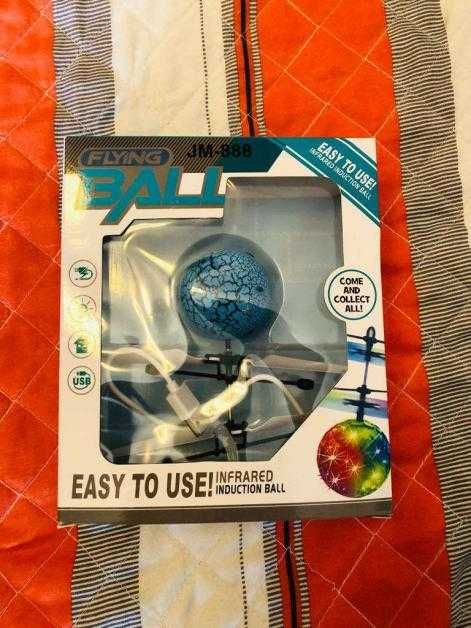 FLYING
JM-888
BALL
EASY TO USE!
INFRARED INDUCTION BALL
COME
AND
COLLECT
ALL!
USB
EASY TO USE!
INFRARED
INDUCTION BALL